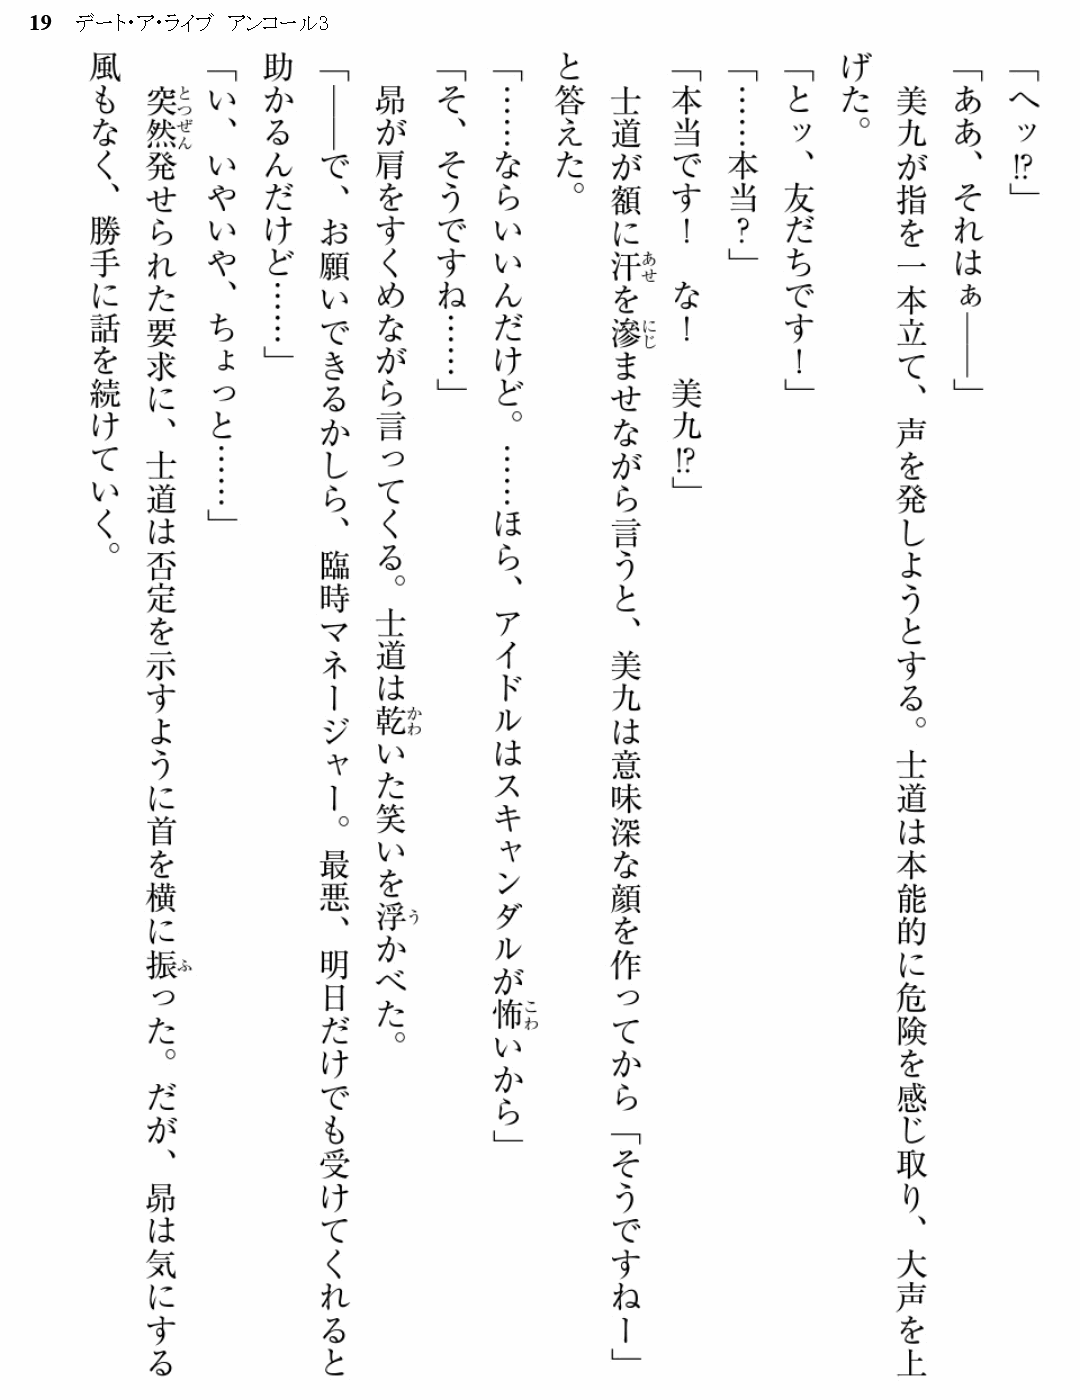 19 デート・ア・ライブ アンコール3
「へッ!?」
「ああ、それはぁ――」
美九が指を一本立て、声を発しようとする。士道は本能的に危険を感じ取り、大声を上
げた。
「とッ、友だちです！」
「……本当？」
「本当です！　な！　美九!?」
士道が額に汗を滲ませながら言うと、美九は意味深な顔を作ってから「そうですねー」
と答えた。
「……ならいいんだけど。……ほら、アイドルはスキャンダルが怖いから」
「そ、そうですね……」
昴が肩をすくめながら言ってくる。士道は乾いた笑いを浮かべた。
「――で、お願いできるかしら、臨時マネージャー。最悪、明日だけでも受けてくれると
助かるんだけど……」
「い、いやいや、ちょっと……」
突然発せられた要求に、士道は否定を示すように首を横に振った。だが、昴は気にする
風もなく、勝手に話を続けていく。